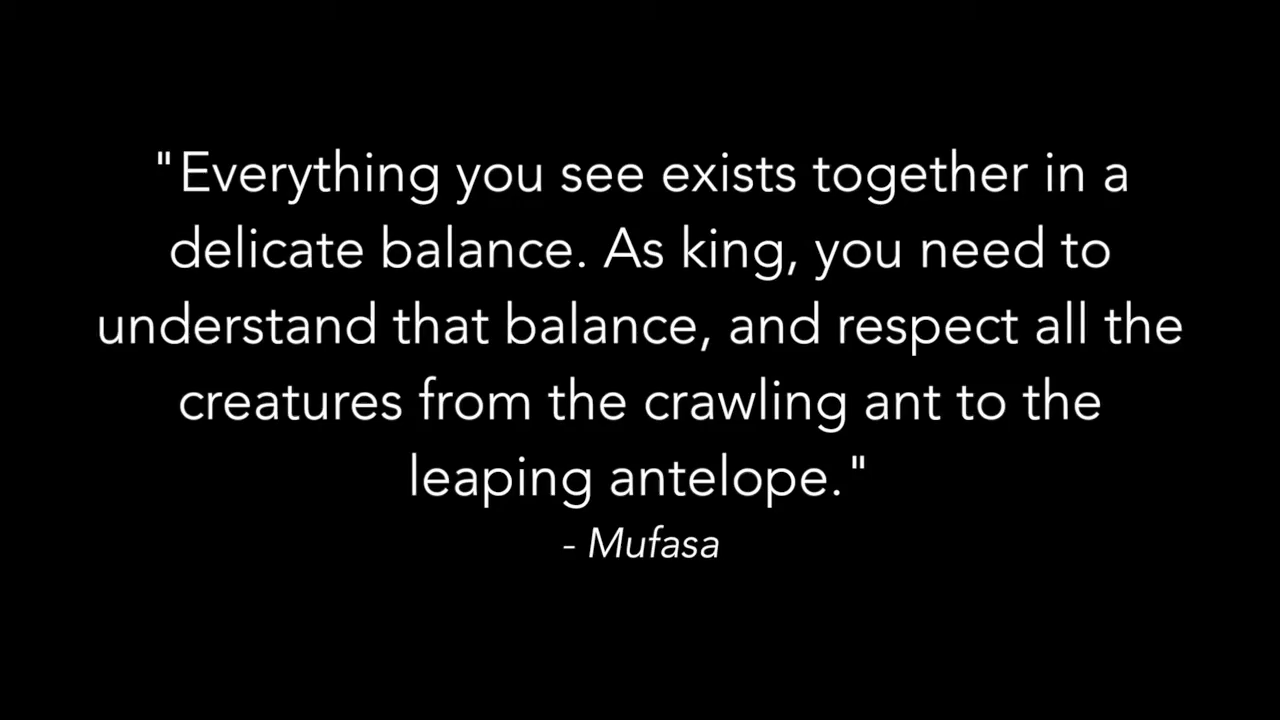 "Everything you see exists together in a
delicate balance. As king, you need to
understand that balance, and respect all the
creatures from the crawling ant to the
leaping antelope."
- Mufasa